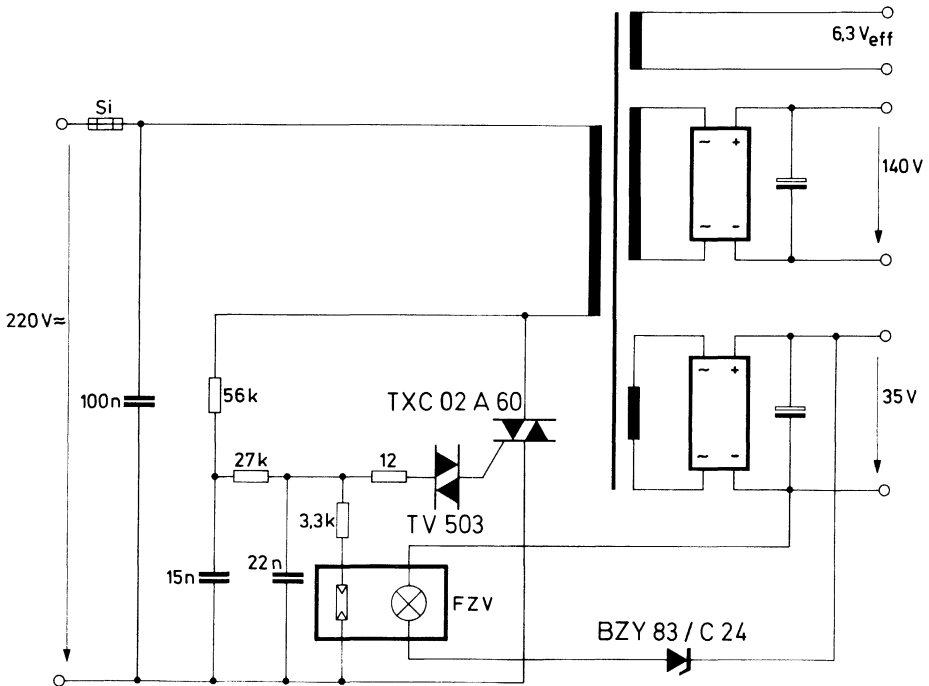 6,3 Veff
Si
~ +
140 V
~ -
220 V≈
~ +
35 V
~ -
56 k
100 n
TXC 02 A 60
27 k
12
3,3 k
TV 503
15 n
22 n
FZV
BZY 83 / C 24